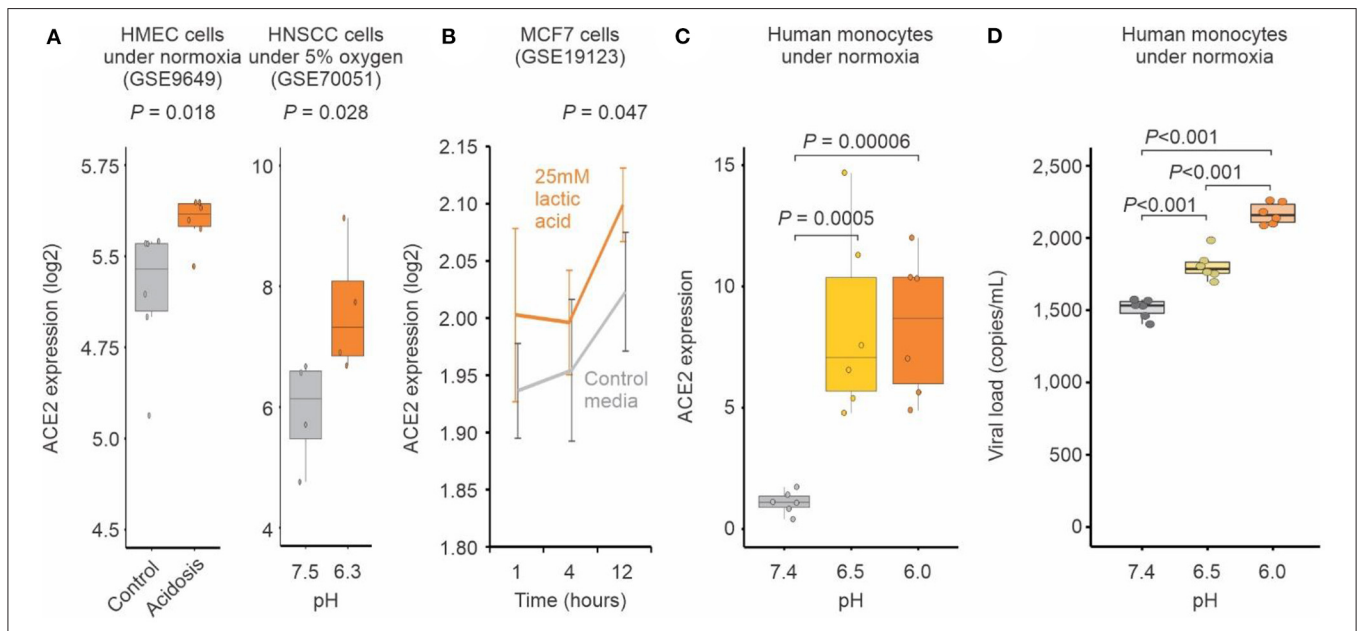 A
HMEC cells
under normoxia
(GSE9649)
P = 0.018
ACE2 expression (log2)
5.75
5.5
4.75
5.0
4.5
Control
Acidosis
HNSCC cells
under 5% oxygen
(GSE70051)
P = 0.028
10
8
6
4
7.5 6.3
pH
B
MCF7 cells
(GSE19123)
P = 0.047
ACE2 expression (log2)
2.15
2.10
2.05
2.00
1.95
1.90
1.85
1.80
25mM
lactic
acid
Control
media
1 4 12
Time (hours)
C
Human monocytes
under normoxia
P = 0.00006
P = 0.0005
ACE2 expression
15
10
5
0
7.4 6.5 6.0
pH
D
Human monocytes
under normoxia
P<0.001
P<0.001
P<0.001
Viral load (copies/mL)
2,500
2,000
1,500
1,000
500
0
7.4 6.5 6.0
pH